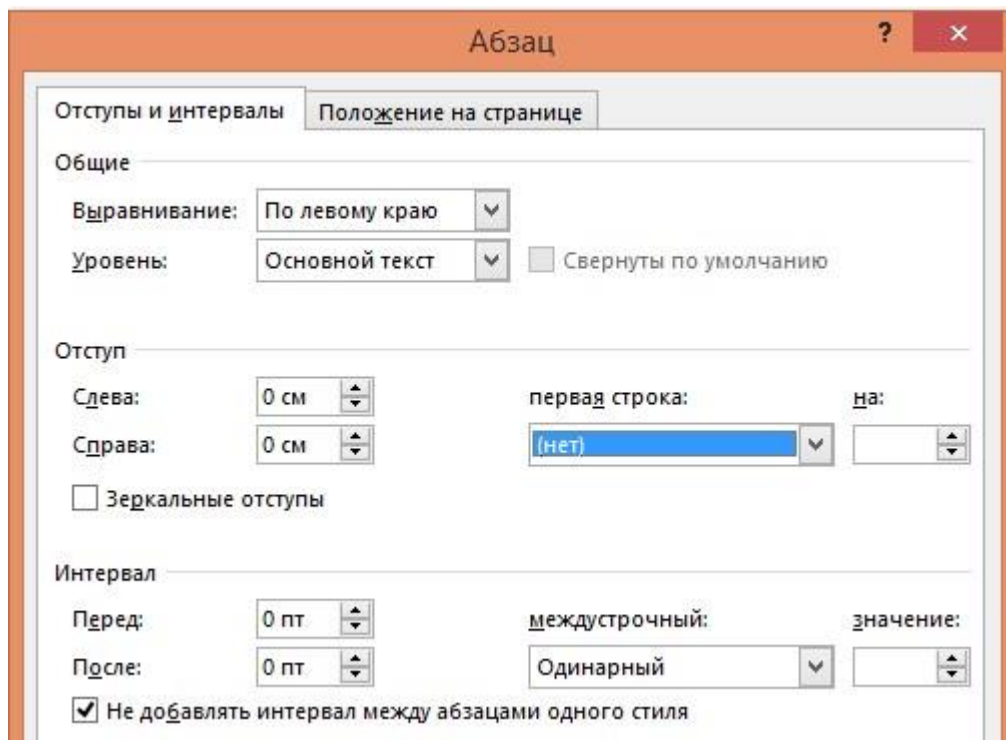 Абзац ? ×
Отступы и интервалы Положение на странице
Общие
Выравнивание: По левому краю
Уровень: Основной текст Свернуты по умолчанию
Отступ
Слева: 0 см первая строка: на:
Справа: 0 см (нет)
Зеркальные отступы
Интервал
Перед: 0 пт междустрочный: значение:
После: 0 пт Одинарный
Не добавлять интервал между абзацами одного стиля